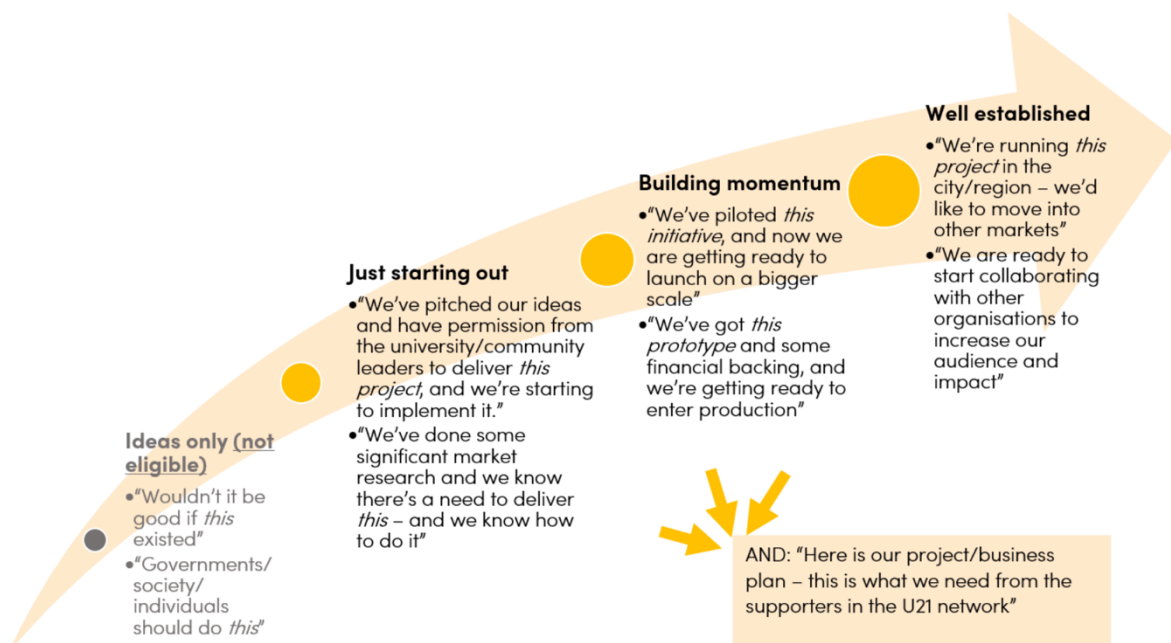 Ideas only (not
eligible)
•"Wouldn't it be
good if this
existed"
•"Governments/
society/
individuals
should do this"
Just starting out
•"We've pitched our ideas
and have permission from
the university/community
leaders to deliver this
project, and we're starting
to implement it."
•"We've done some
significant market
research and we know
there's a need to deliver
this – and we know how
to do it"
Building momentum
•"We've piloted this
initiative, and now we
are getting ready to
launch on a bigger
scale"
•"We've got this
prototype and some
financial backing, and
we're getting ready to
enter production"
Well established
•"We're running this
project in the
city/region – we'd
like to move into
other markets"
•"We are ready to
start collaborating
with other
organisations to
increase our
audience and
impact"
AND: "Here is our project/business
plan – this is what we need from the
supporters in the U21 network"